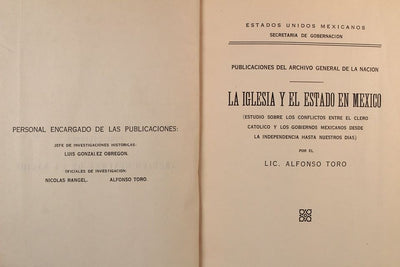 PERSONAL ENCARGADO DE LAS PUBLICACIONES:
JEFE DE INVESTIGACIONES HISTORICAS:
LUIS GONZALEZ OBREGON.
OFICIALES DE INVESTIGACION:
NICOLAS RANGEL. ALFONSO TORO.
ESTADOS UNIDOS MEXICANOS
SECRETARIA DE GOBERNACION
PUBLICACIONES DEL ARCHIVO GENERAL DE LA NACION
LA IGLESIA Y EL ESTADO EN MEXICO
(ESTUDIO SOBRE LOS CONFLICTOS ENTRE EL CLERO
CATOLICO Y LOS GOBIERNOS MEXICANOS DESDE
LA INDEPENDENCIA HASTA NUESTROS DIAS)
POR EL
LIC. ALFONSO TORO